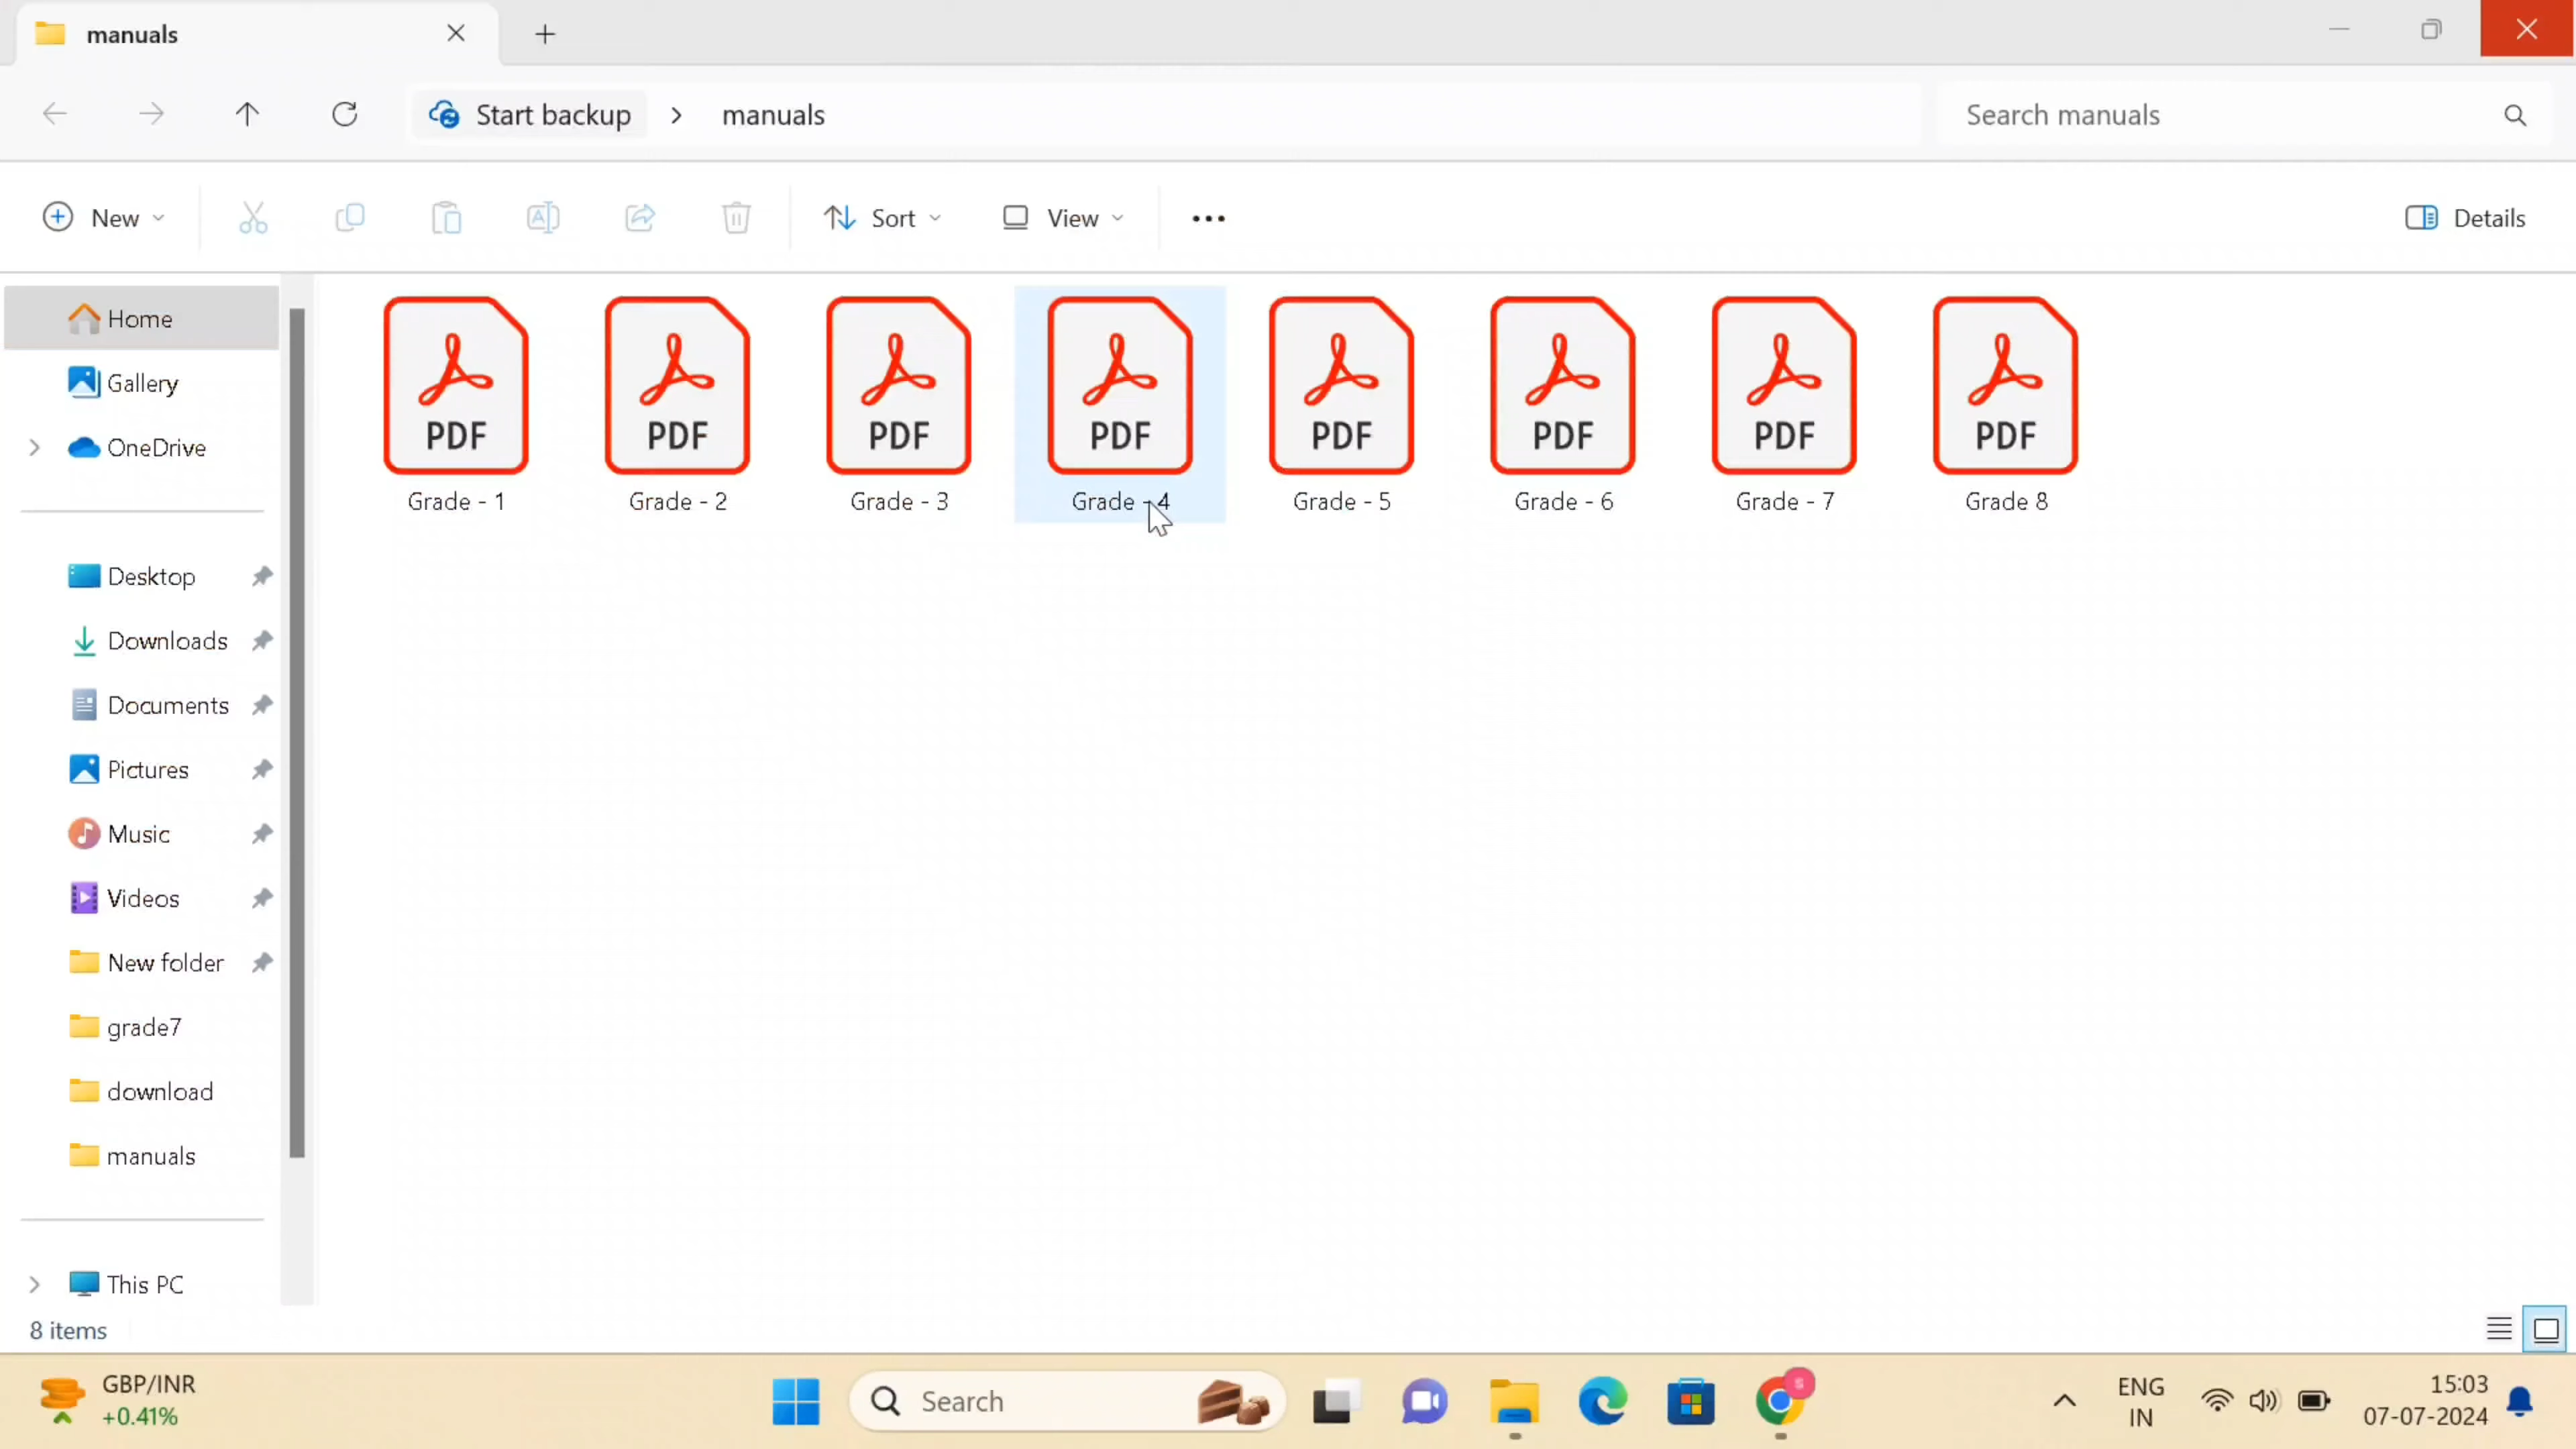 manuals
Start backup
manuals
Search manuals
New
Sort
View
Details
Home
Gallery
OneDrive
Desktop
Downloads
Documents
Pictures
Music
Videos
New folder
grade7
download
manuals
This PC
PDF
PDF
PDF
PDF
PDF
PDF
PDF
PDF
Grade - 1
Grade - 2
Grade - 3
Grade - 4
Grade - 5
Grade - 6
Grade - 7
Grade 8
8 items
GBP/INR
+0.41%
Search
S
ENG
IN
15:03
07-07-2024